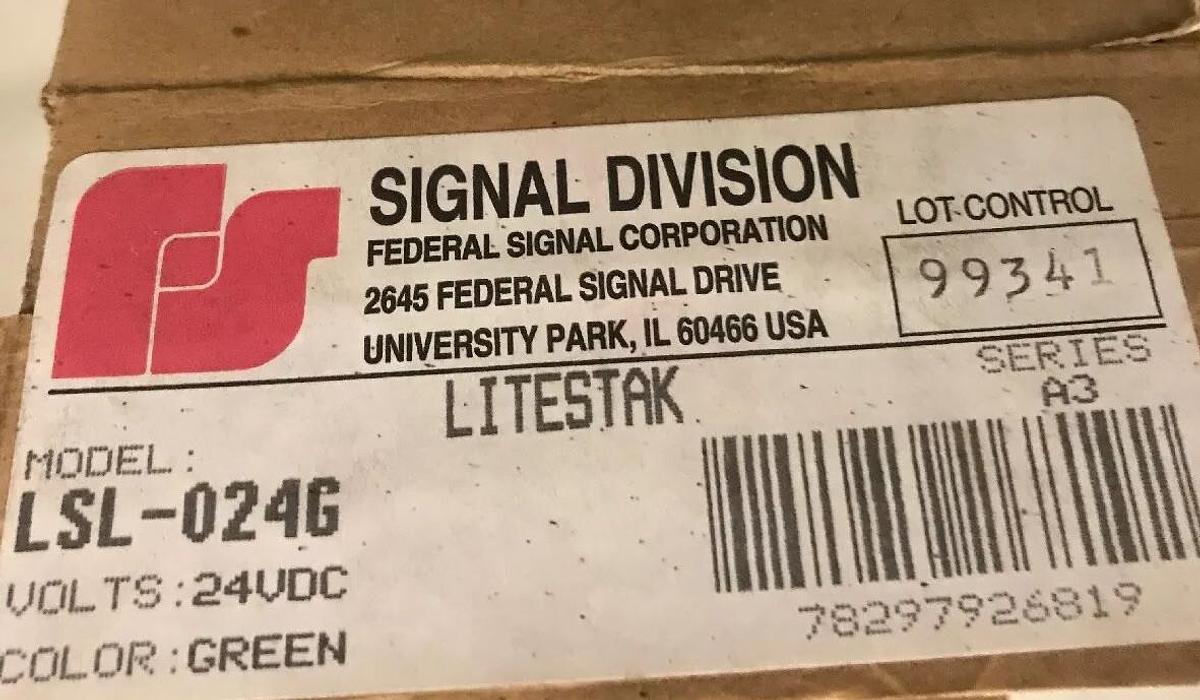 SIGNAL DIVISION
FEDERAL SIGNAL CORPORATION
2645 FEDERAL SIGNAL DRIVE
UNIVERSITY PARK, IL 60466 USA
LOT CONTROL
99341
LITESTAK
SERIES
A3
MODEL:
LSL-024G
VOLTS:24VDC
COLOR:GREEN
78297926819